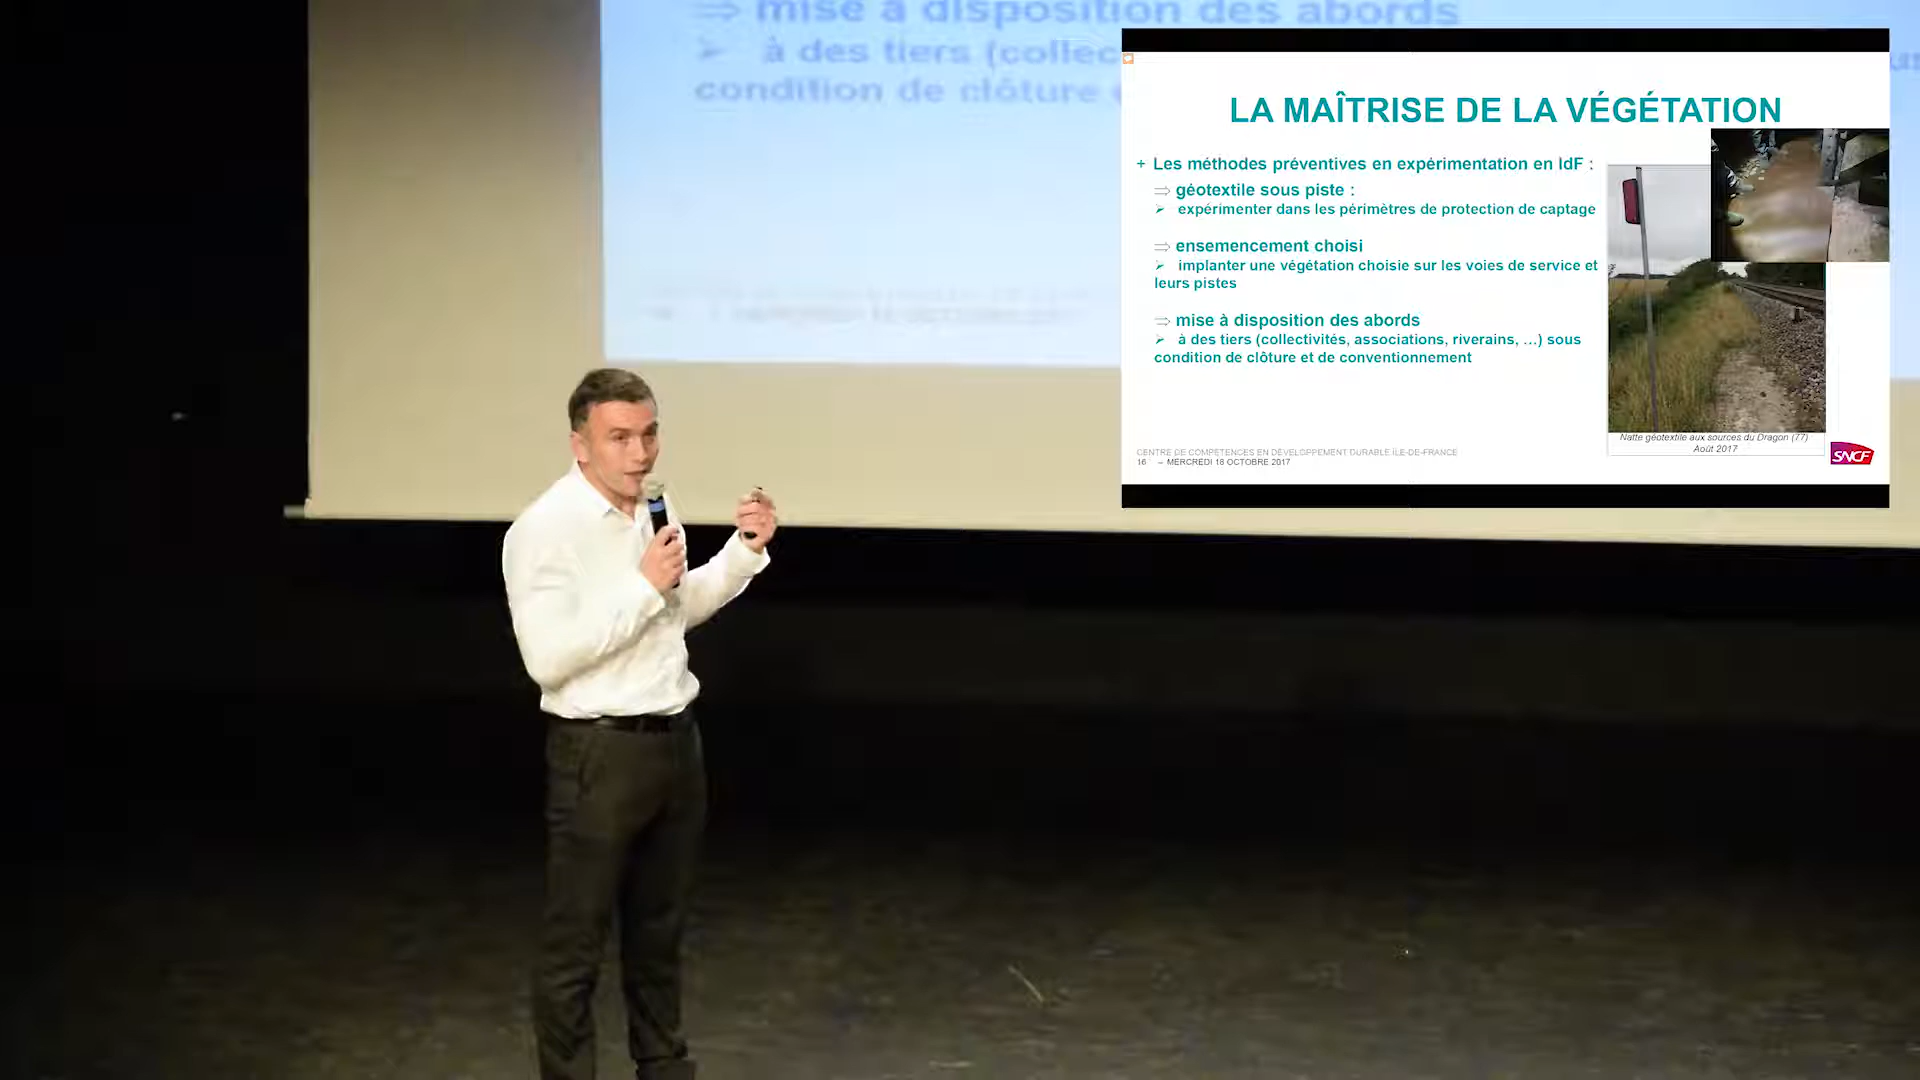 ⇒ mise à disposition des abords
➢ à des tiers (collec
condition de clôture
LA MAÎTRISE DE LA VÉGÉTATION
+ Les méthodes préventives en expérimentation en IdF :
⇒ géotextile sous piste :
➢ expérimenter dans les périmètres de protection de captage
⇒ ensemencement choisi
➢ implanter une végétation choisie sur les voies de service et
leurs pistes
⇒ mise à disposition des abords
➢ à des tiers (collectivités, associations, riverains, ...) sous
condition de clôture et de conventionnement
Natte géotextile aux sources du Dragon (77)
Août 2017
CENTRE DE COMPÉTENCES EN DÉVELOPPEMENT DURABLE ÎLE-DE-FRANCE
16 – MERCREDI 18 OCTOBRE 2017
SNCF